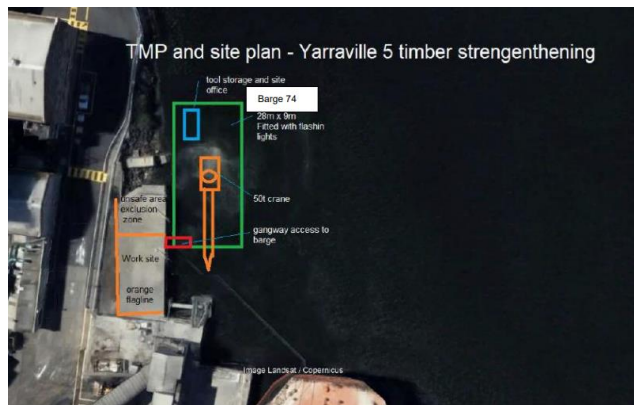 TMP and site plan - Yarraville 5 timber strengenthening
tool storage and site
office
Barge 74
28m x 9m
Fitted with flashin
lights
50t crane
unsafe area
exclusion
zone
gangway access to
barge
Work site
orange
flagline
Image Landsat / Copernicus